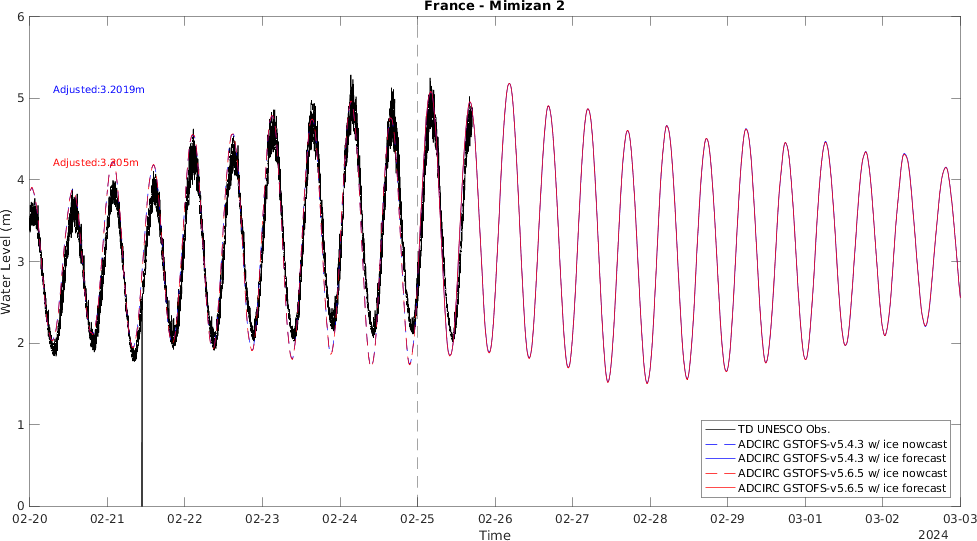 France - Mimizan 2
6
5
4
3
2
1
0
Water Level (m)
Adjusted:3.2019m
Adjusted:3.205m
TD UNESCO Obs.
ADCIRC GSTOFS-v5.4.3 w/ ice nowcast
ADCIRC GSTOFS-v5.4.3 w/ ice forecast
ADCIRC GSTOFS-v5.6.5 w/ ice nowcast
ADCIRC GSTOFS-v5.6.5 w/ ice forecast
02-20 02-21 02-22 02-23 02-24 02-25 02-26 02-27 02-28 02-29 03-01 03-02 03-03
Time
2024